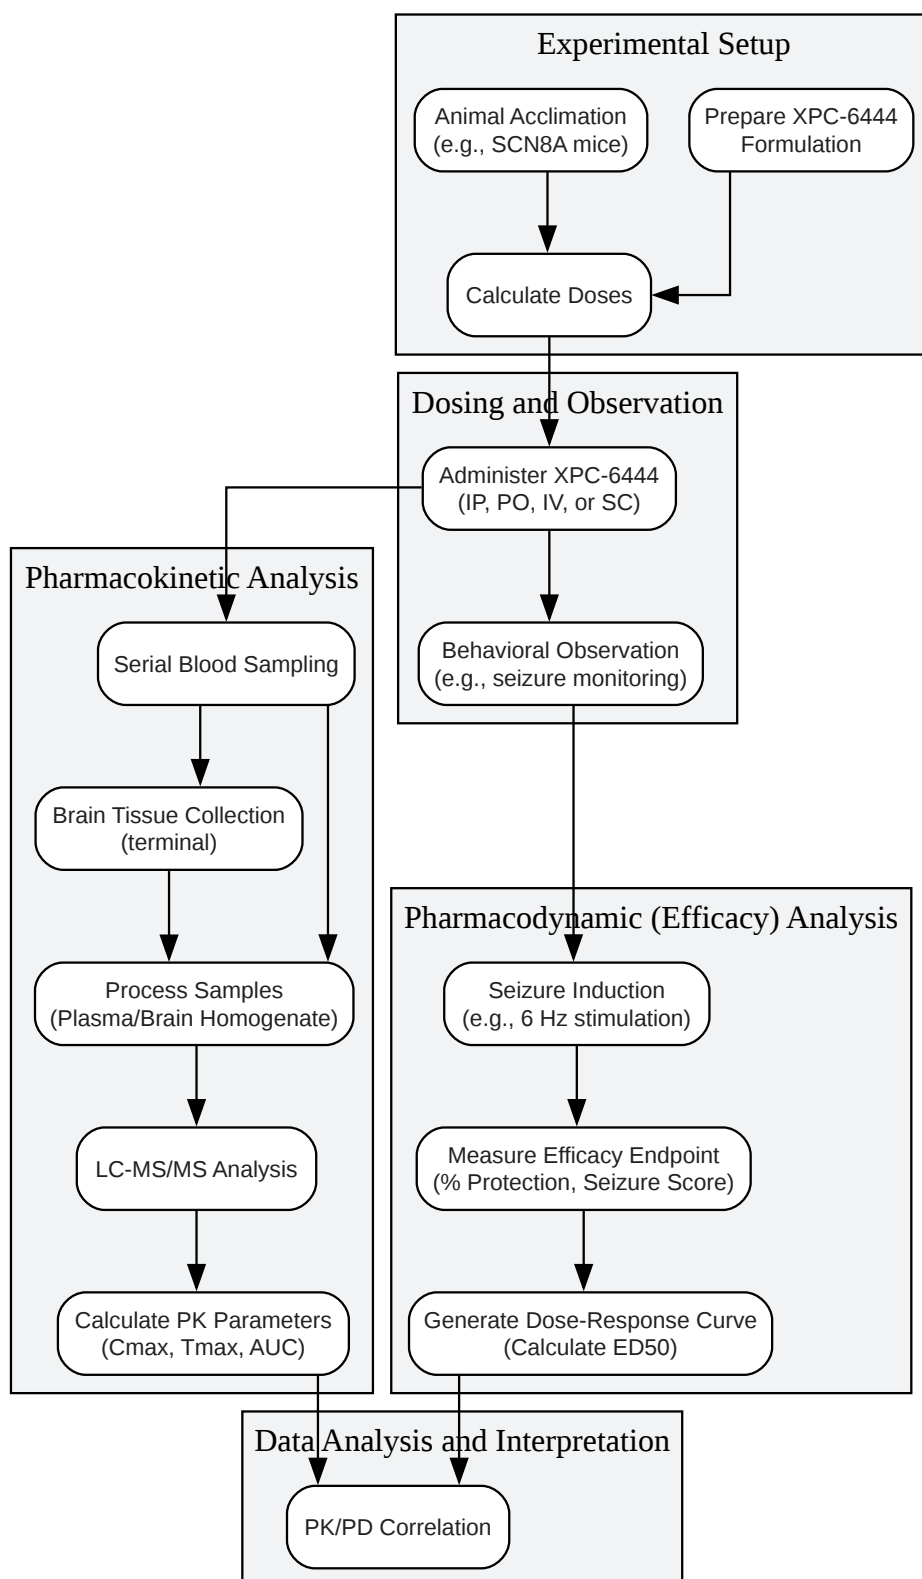 Experimental Setup
Animal Acclimation
(e.g., SCN8A mice)
Prepare XPC-6444
Formulation
Calculate Doses
Dosing and Observation
Administer XPC-6444
(IP, PO, IV, or SC)
Behavioral Observation
(e.g., seizure monitoring)
Pharmacokinetic Analysis
Serial Blood Sampling
Brain Tissue Collection
(terminal)
Process Samples
(Plasma/Brain Homogenate)
LC-MS/MS Analysis
Calculate PK Parameters
(Cmax, Tmax, AUC)
Pharmacodynamic (Efficacy) Analysis
Seizure Induction
(e.g., 6 Hz stimulation)
Measure Efficacy Endpoint
(% Protection, Seizure Score)
Generate Dose-Response Curve
(Calculate ED50)
Data Analysis and Interpretation
PK/PD Correlation